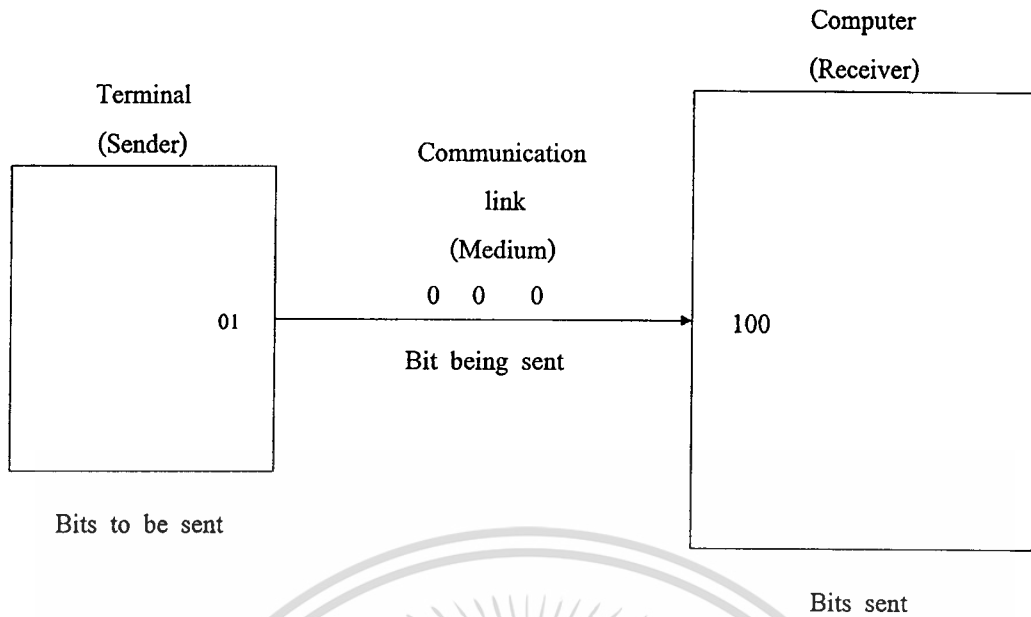 Computer
(Receiver)
Terminal
(Sender)
Communication
link
(Medium)
0 0 0
01
100
Bit being sent
Bits to be sent
Bits sent